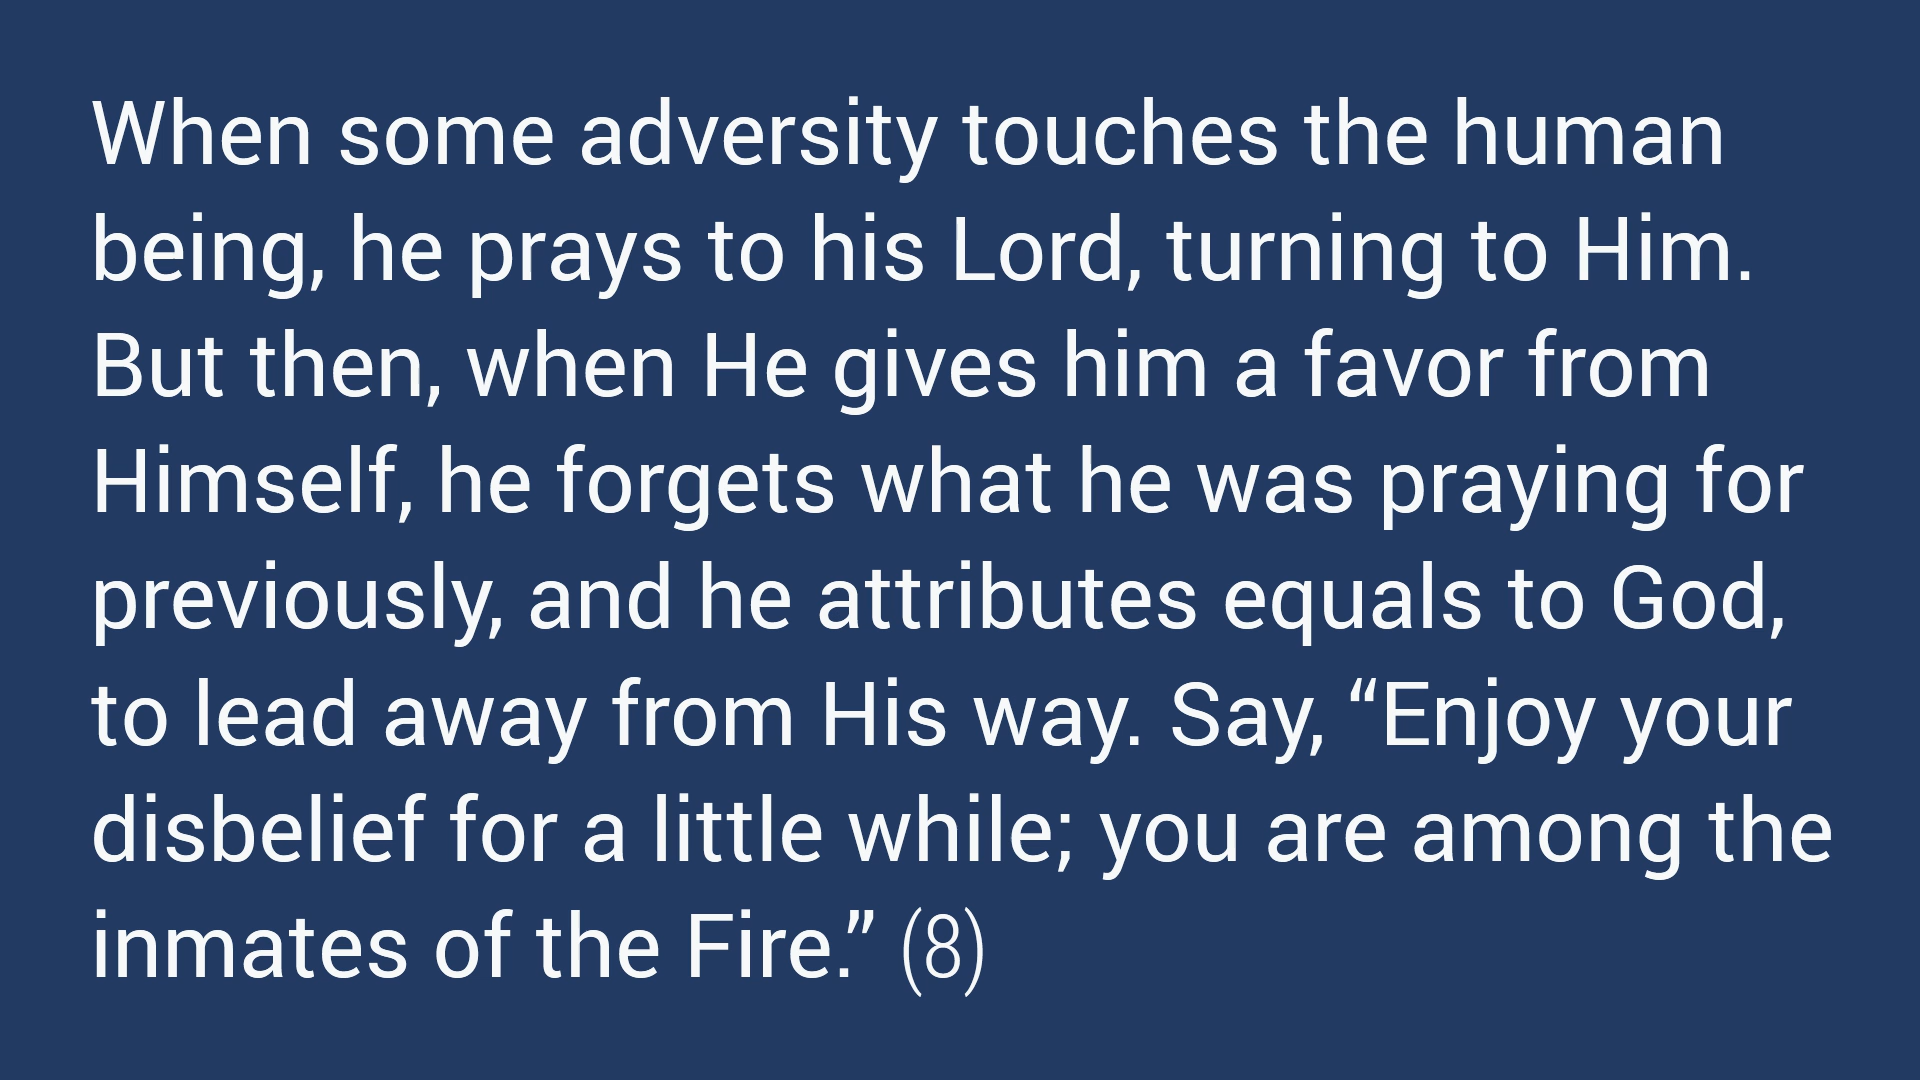 When some adversity touches the human
being, he prays to his Lord, turning to Him.
But then, when He gives him a favor from
Himself, he forgets what he was praying for
previously, and he attributes equals to God,
to lead away from His way. Say, “Enjoy your
disbelief for a little while; you are among the
inmates of the Fire.” (8)